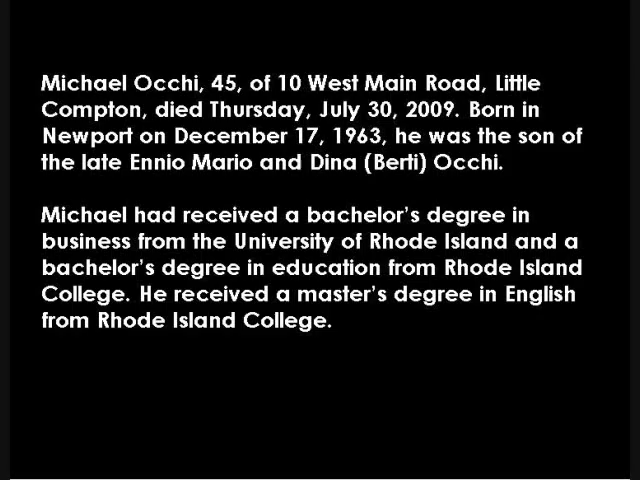 Michael Occhi, 45, of 10 West Main Road, Little
Compton, died Thursday, July 30, 2009. Born in
Newport on December 17, 1963, he was the son of
the late Ennio Mario and Dina (Berti) Occhi.
Michael had received a bachelor's degree in
business from the University of Rhode Island and a
bachelor's degree in education from Rhode Island
College. He received a master's degree in English
from Rhode Island College.